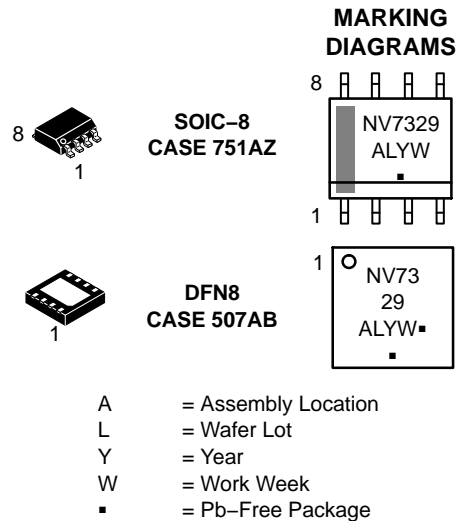 MARKING
DIAGRAMS
8
1
SOIC−8
CASE 751AZ
8
NV7329
ALYW
▪
1
1
DFN8
CASE 507AB
1
NV73
29
ALYW▪
▪
A = Assembly Location
L = Wafer Lot
Y = Year
W = Work Week
▪ = Pb−Free Package